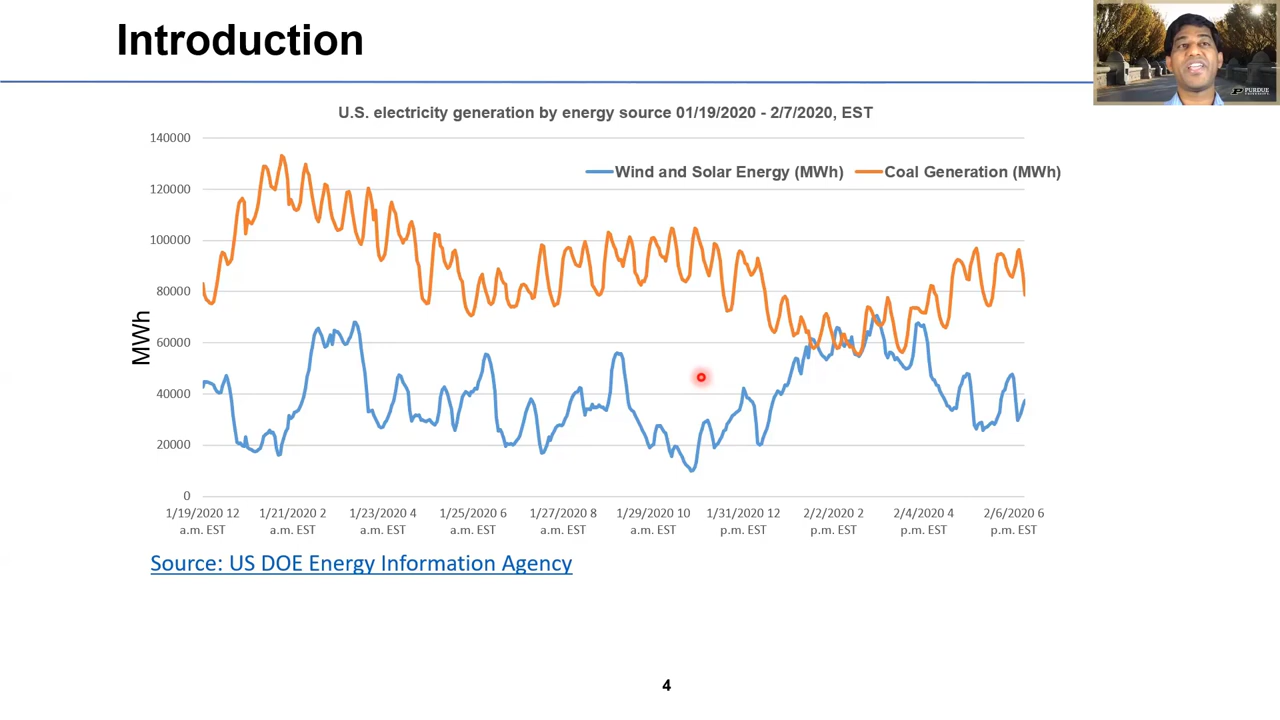 Introduction
PURDUE
U.S. electricity generation by energy source 01/19/2020 - 2/7/2020, EST
Wind and Solar Energy (MWh)
Coal Generation (MWh)
MWh
140000
120000
100000
80000
60000
40000
20000
0
1/19/2020 12 a.m. EST
1/21/2020 2 a.m. EST
1/23/2020 4 a.m. EST
1/25/2020 6 a.m. EST
1/27/2020 8 a.m. EST
1/29/2020 10 a.m. EST
1/31/2020 12 p.m. EST
2/2/2020 2 p.m. EST
2/4/2020 4 p.m. EST
2/6/2020 6 p.m. EST
Source: US DOE Energy Information Agency
4